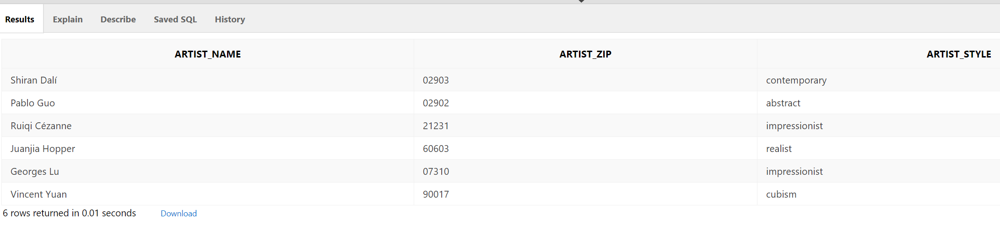 Results Explain Describe Saved SQL History
ARTIST_NAME ARTIST_ZIP ARTIST_STYLE
Shiran Dalí 02903 contemporary
Pablo Guo 02902 abstract
Ruiqi Cézanne 21231 impressionist
Juanjia Hopper 60603 realist
Georges Lu 07310 impressionist
Vincent Yuan 90017 cubism
6 rows returned in 0.01 seconds Download